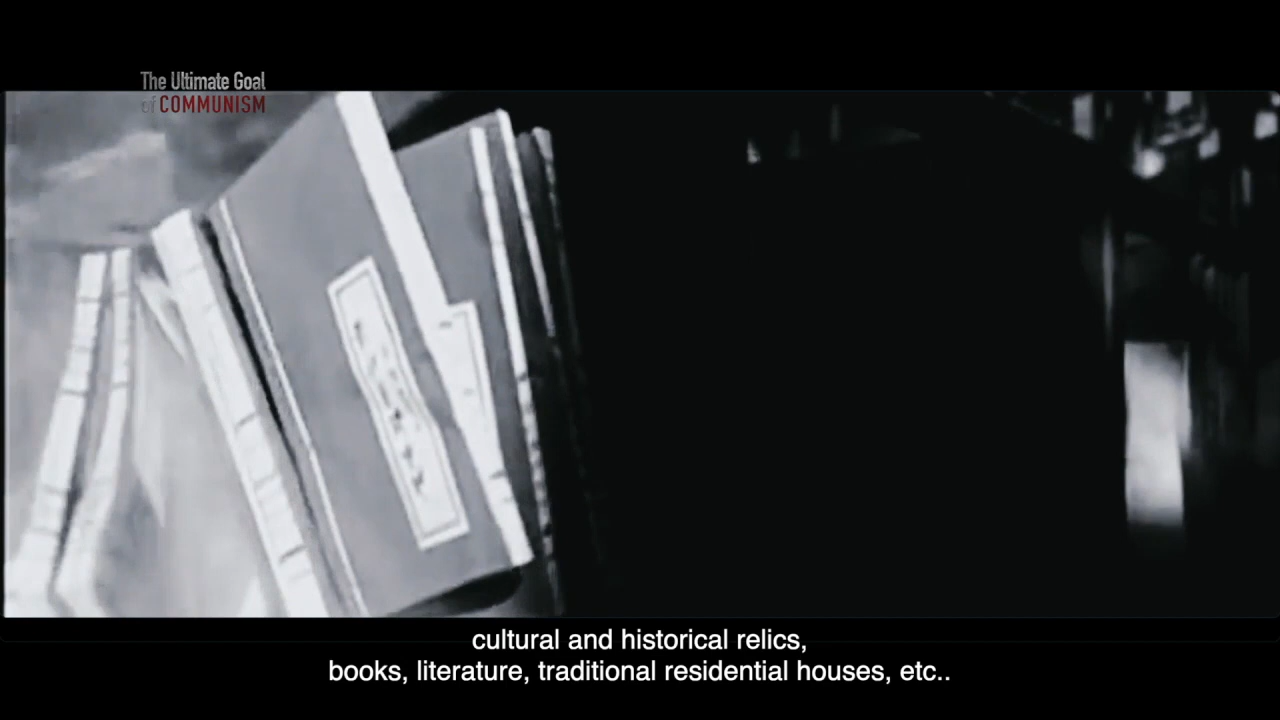 The Ultimate Goal
of COMMUNISM
cultural and historical relics,
books, literature, traditional residential houses, etc..